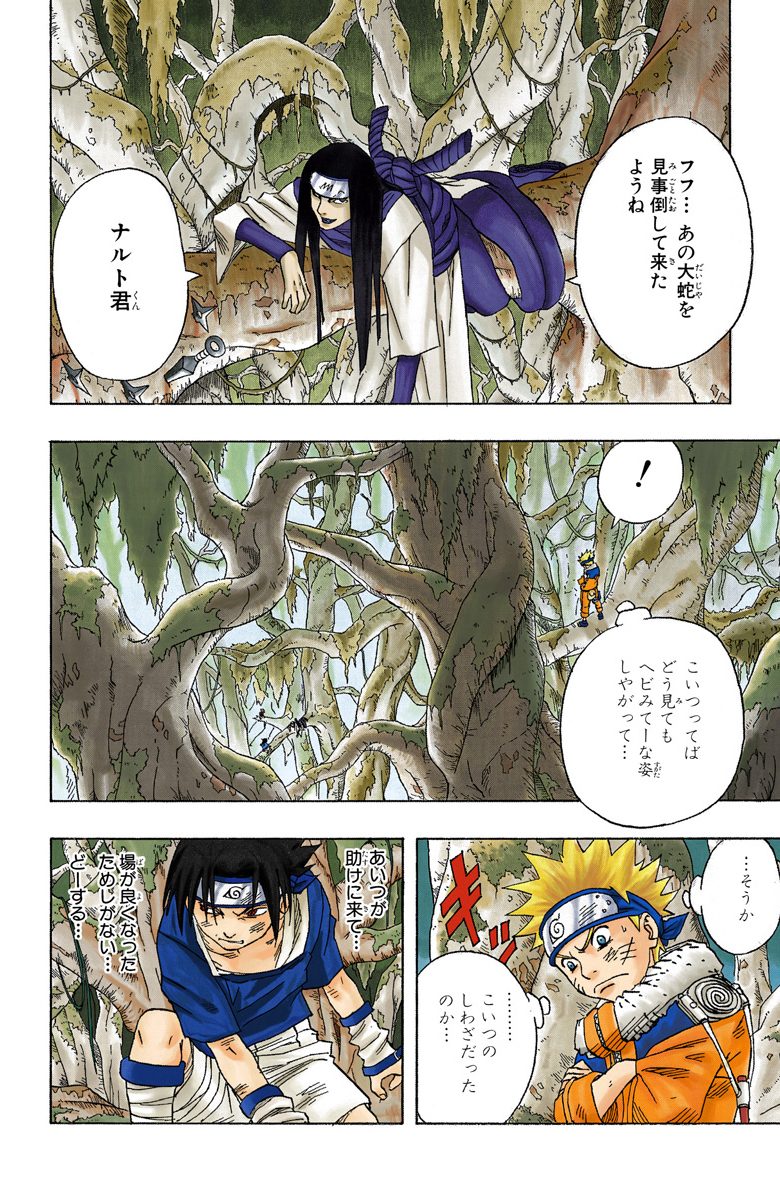 フフ…あの大蛇を
見事倒して来た
ようね
ナルト君
！
こいつってば
どう見ても
ヘビみてーな姿
しやがって…
…そうか
………
こいつの
しわざだった
のか…
ギッ
あいつが
助けに来て…
場が良くなった
ためしがない…
どーする…